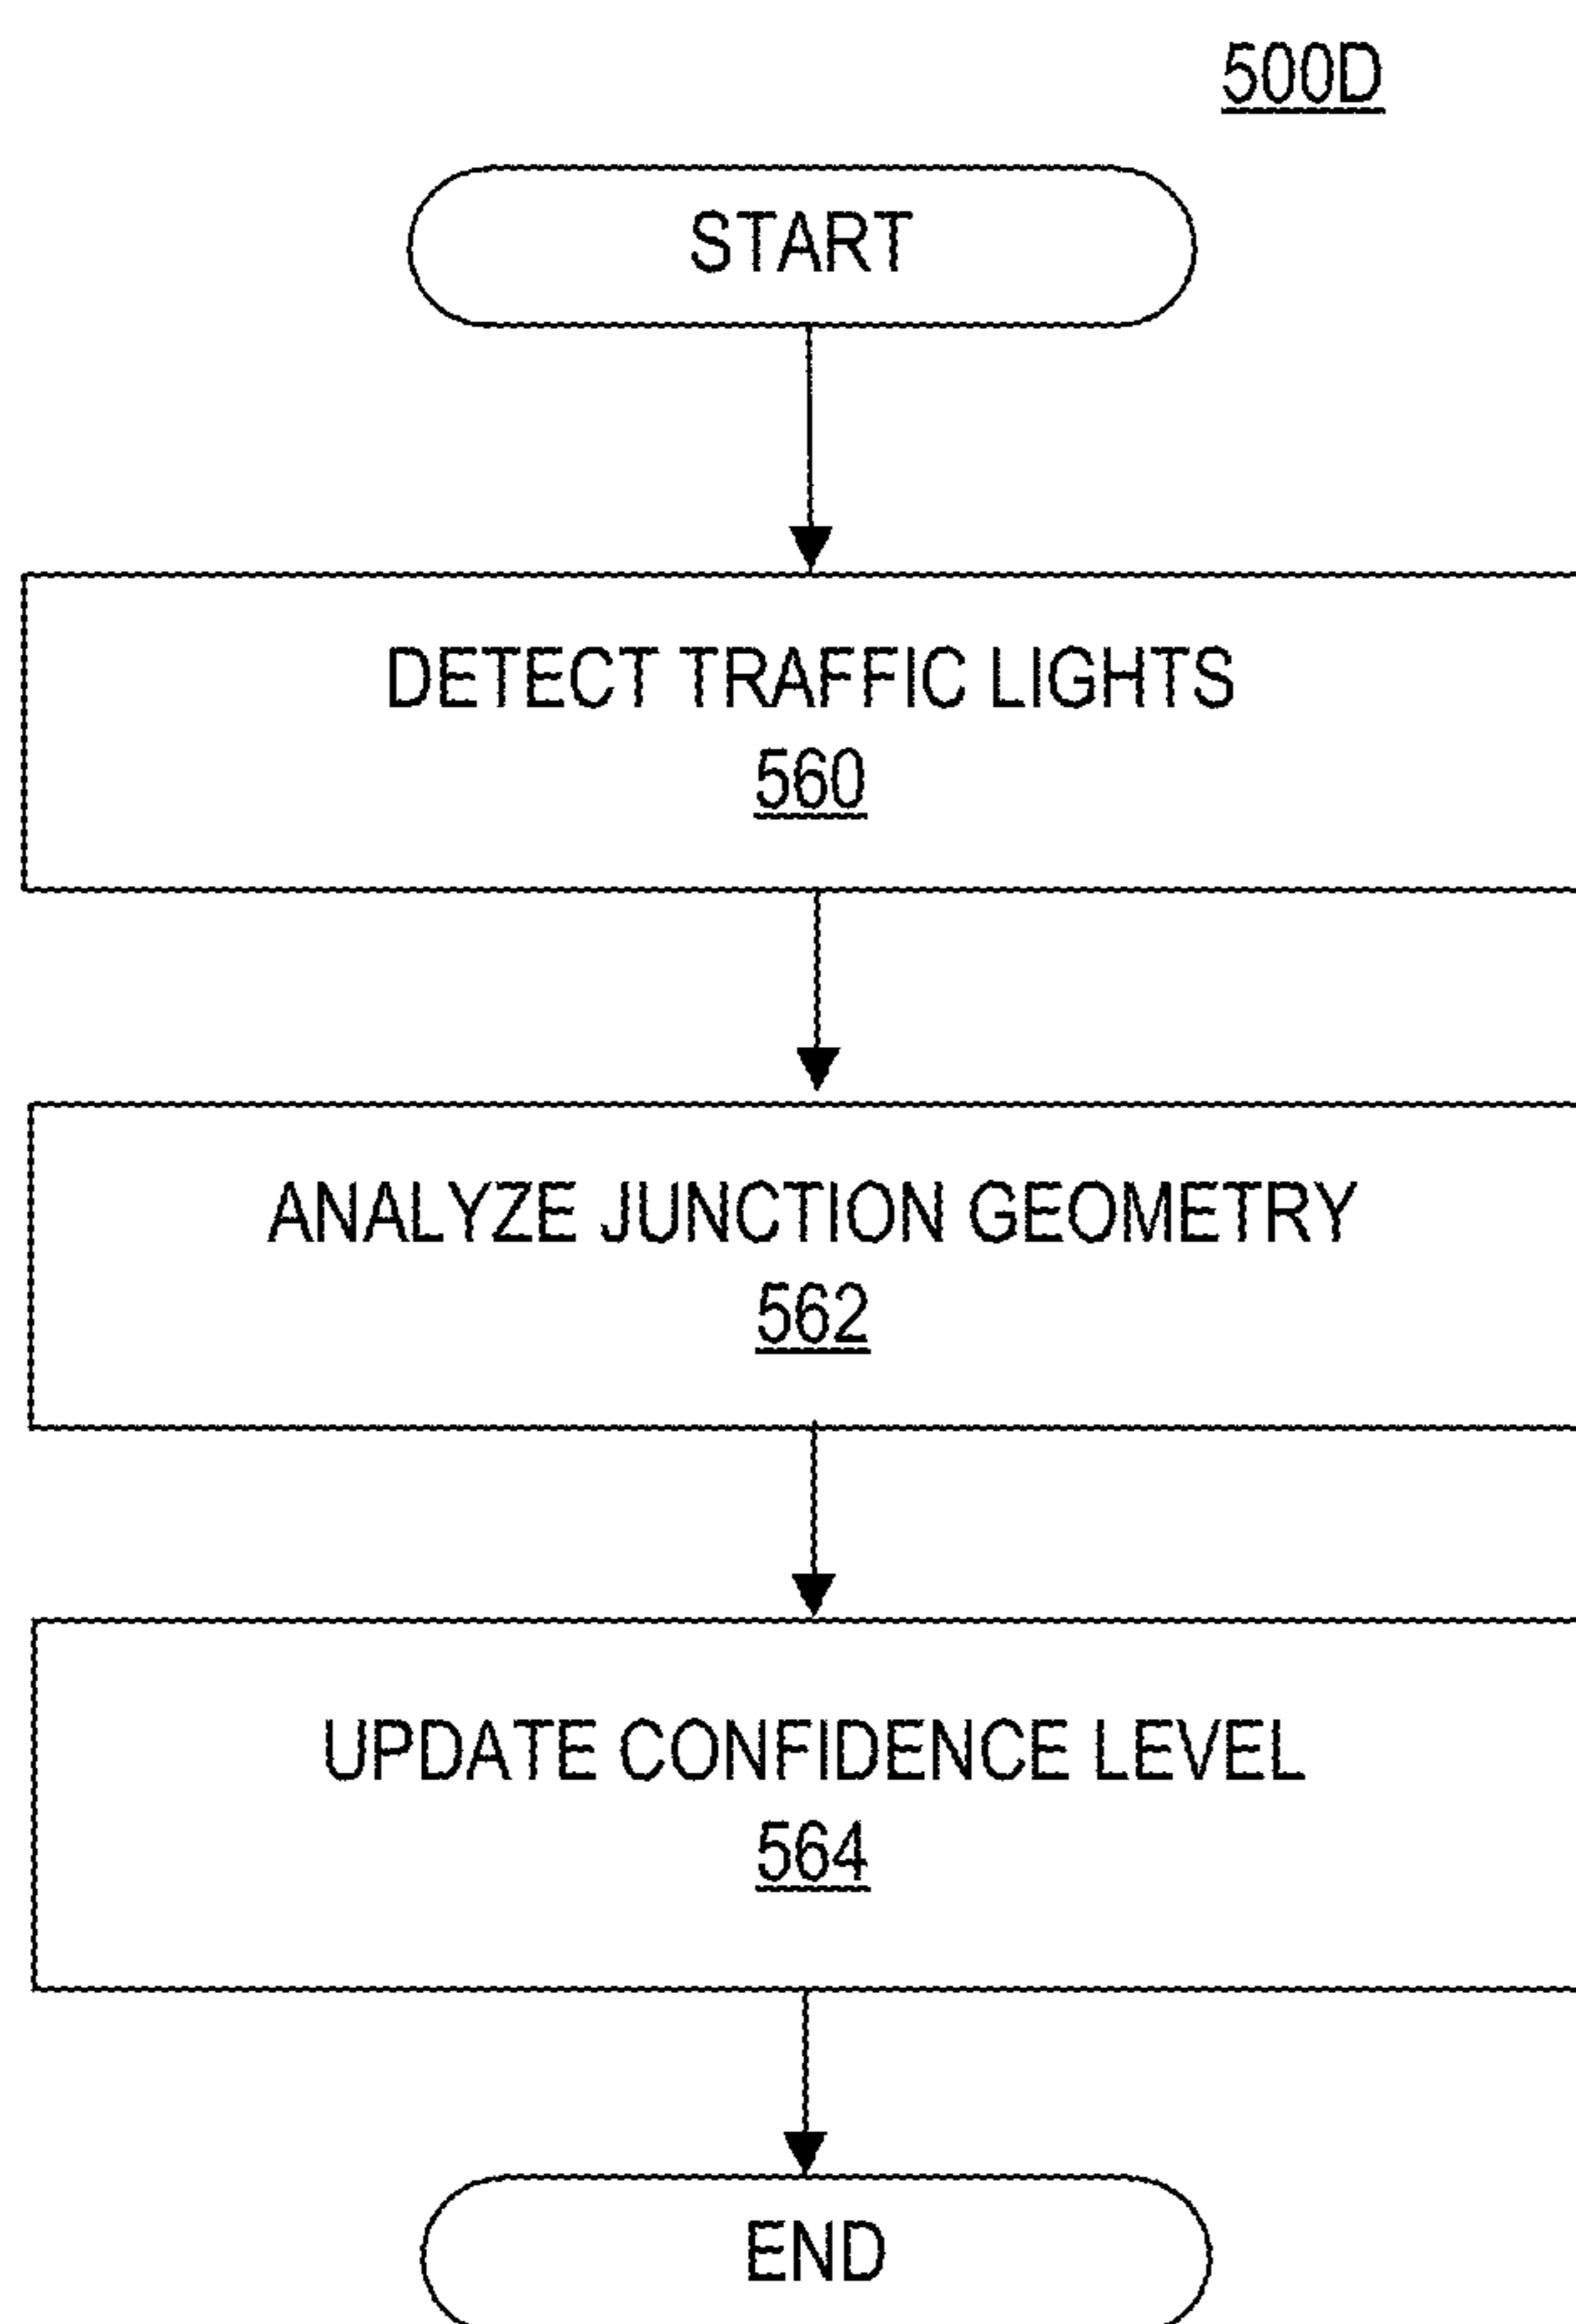 500D
START
DETECT TRAFFIC LIGHTS
560
ANALYZE JUNCTION GEOMETRY
562
UPDATE CONFIDENCE LEVEL
564
END